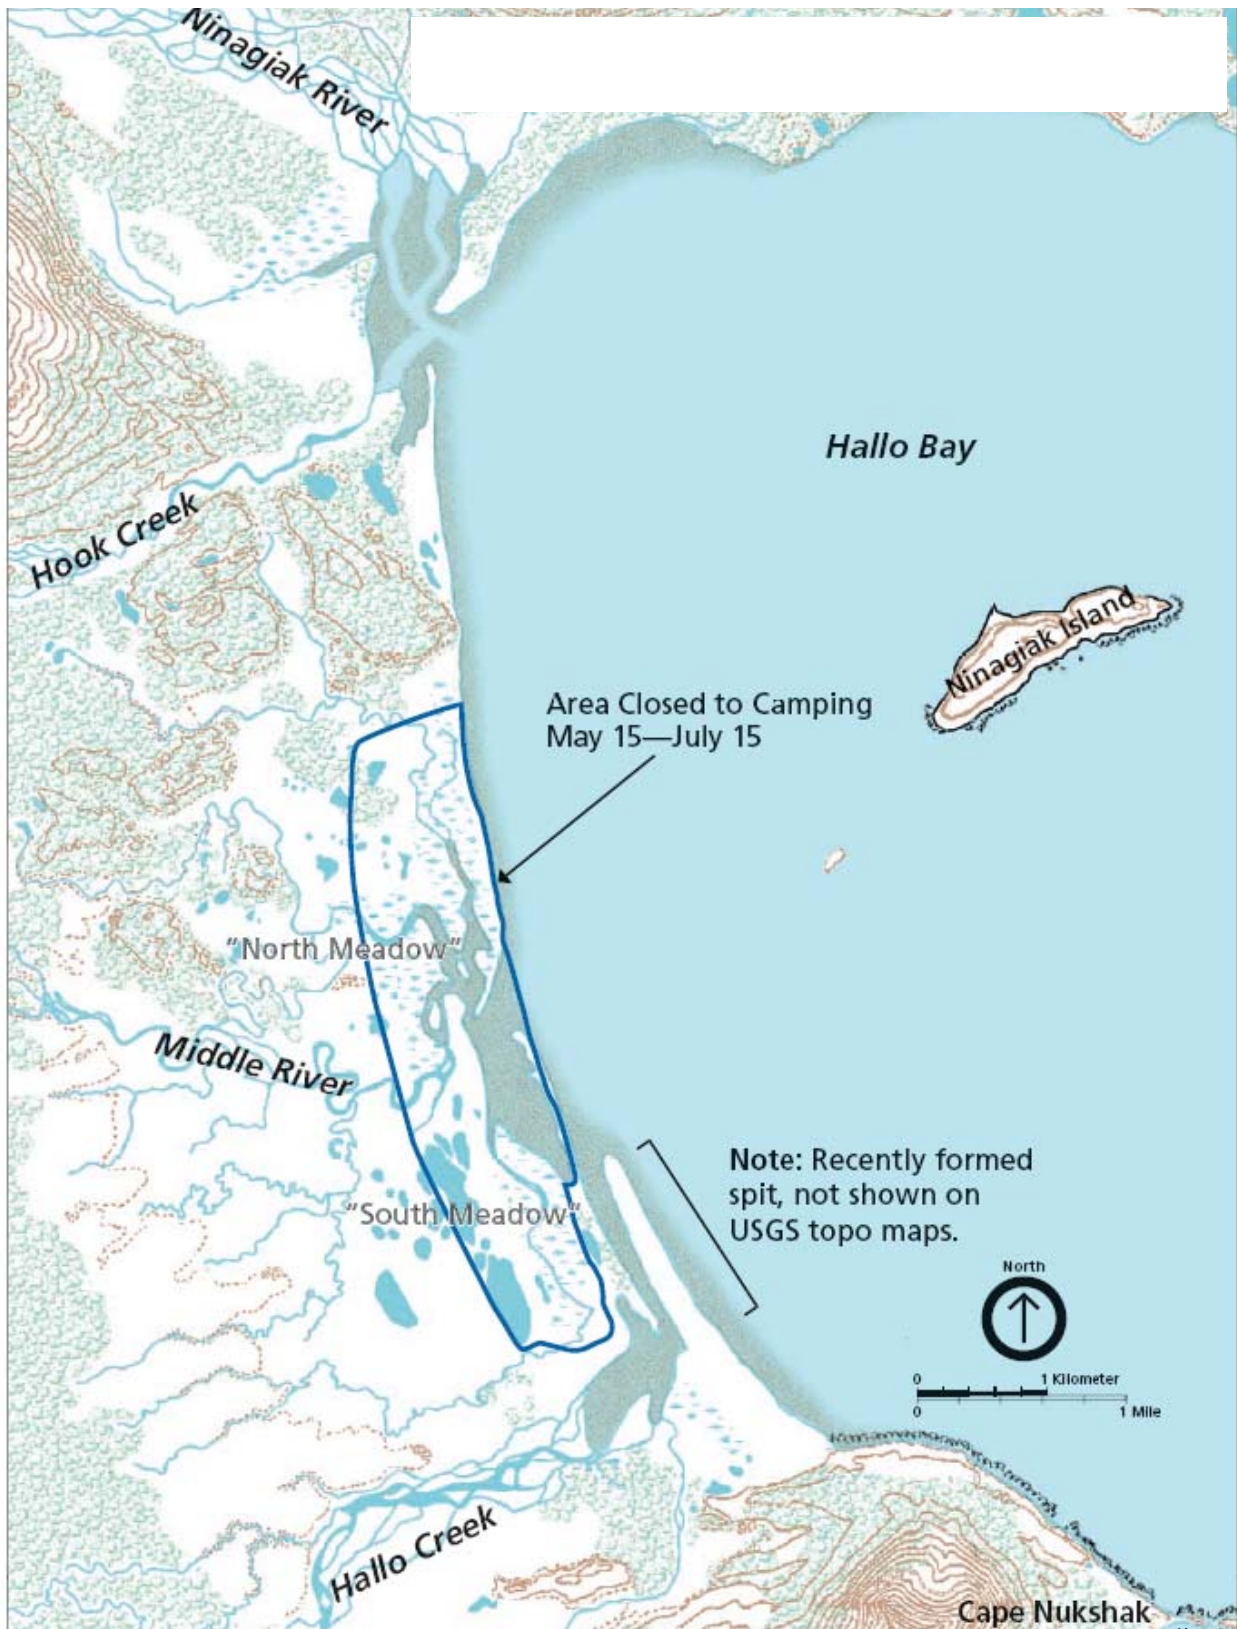 Ninagiak River
Hallo Bay
Hook Creek
Ninagiak Island
Area Closed to Camping
May 15—July 15
"North Meadow"
Middle River
Note: Recently formed
spit, not shown on
USGS topo maps.
"South Meadow"
North
0 1 Kilometer
0 1 Mile
Hallo Creek
Cape Nukshak